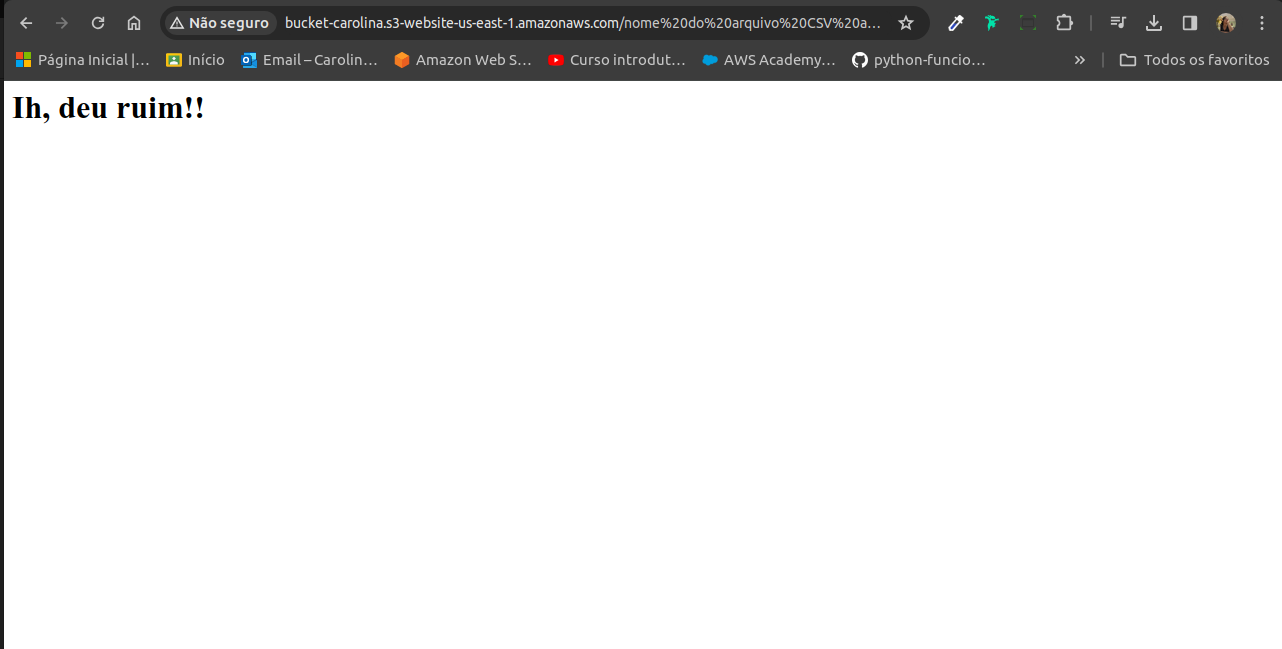 Não seguro bucket-carolina.s3-website-us-east-1.amazonaws.com/nome%20do%20arquivo%20CSV%20a...
Página Inicial |... Início Email – Carolin... Amazon Web S... Curso introdut... AWS Academy... python-funcio... Todos os favoritos
Ih, deu ruim!!